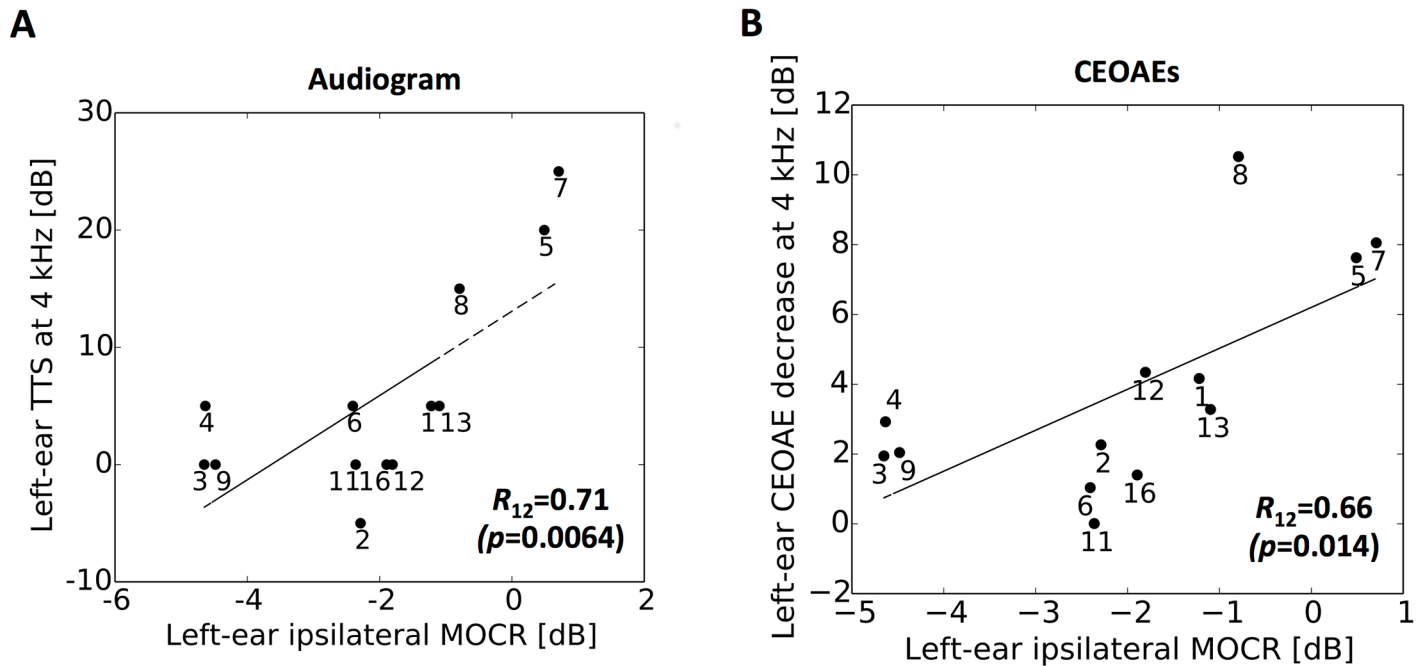 A
Audiogram
Left-ear TTS at 4 kHz [dB]
30
20
10
0
-10
7
5
8
4
6
1 13
3 9
11 16 12
2
R12=0.71
(p=0.0064)
-6 -4 -2 0 2
Left-ear ipsilateral MOCR [dB]
B
CEOAEs
Left-ear CEOAE decrease at 4 kHz [dB]
12
10
8
6
4
2
0
−2
8
7
5
12
1
13
4
3 9
2
16
6
11
R12=0.66
(p=0.014)
−5 −4 −3 −2 −1 0 1
Left-ear ipsilateral MOCR [dB]